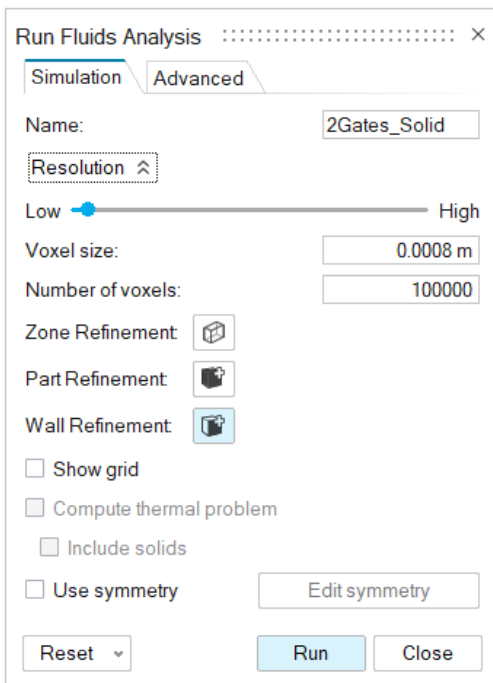 Run Fluids Analysis
Simulation Advanced
Name: 2Gates_Solid
Resolution
Low High
Voxel size: 0.0008 m
Number of voxels: 100000
Zone Refinement:
Part Refinement:
Wall Refinement:
Show grid
Compute thermal problem
Include solids
Use symmetry Edit symmetry
Reset Run Close